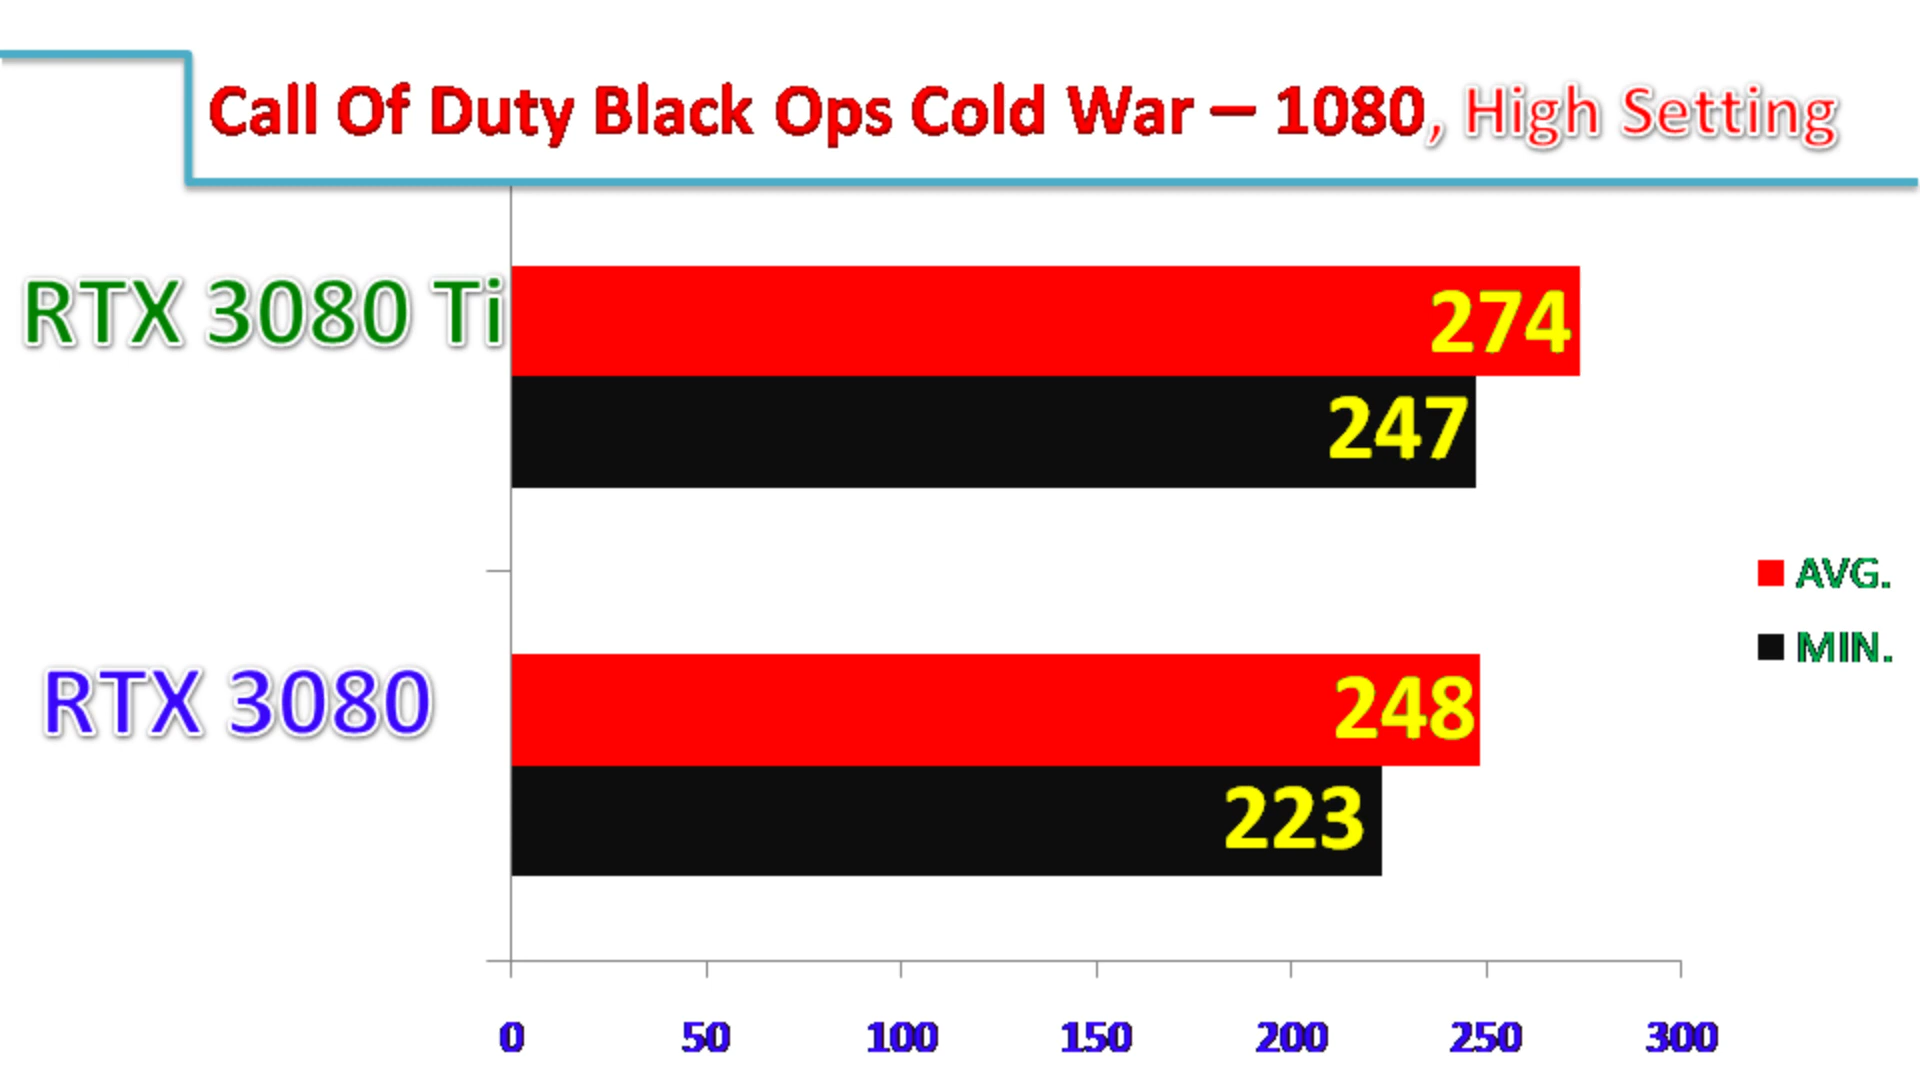 Call Of Duty Black Ops Cold War – 1080, High Setting
RTX 3080 Ti
274
247
AVG.
MIN.
RTX 3080
248
223
0 50 100 150 200 250 300